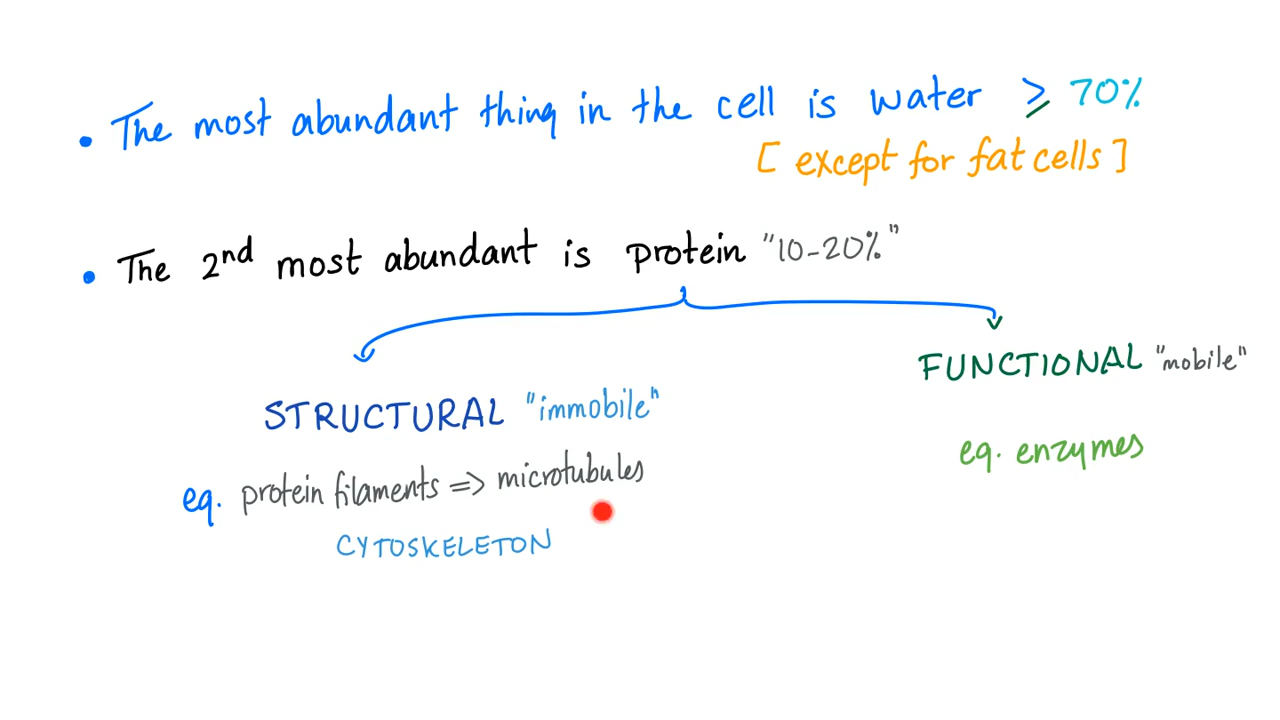 • The most abundant thing in the cell is water ≥ 70%
[ except for fat cells ]
• The 2nd most abundant is protein "10-20%"
FUNCTIONAL "mobile"
STRUCTURAL "immobile"
eg. enzymes
eg. protein filaments => microtubules
CYTOSKELETON